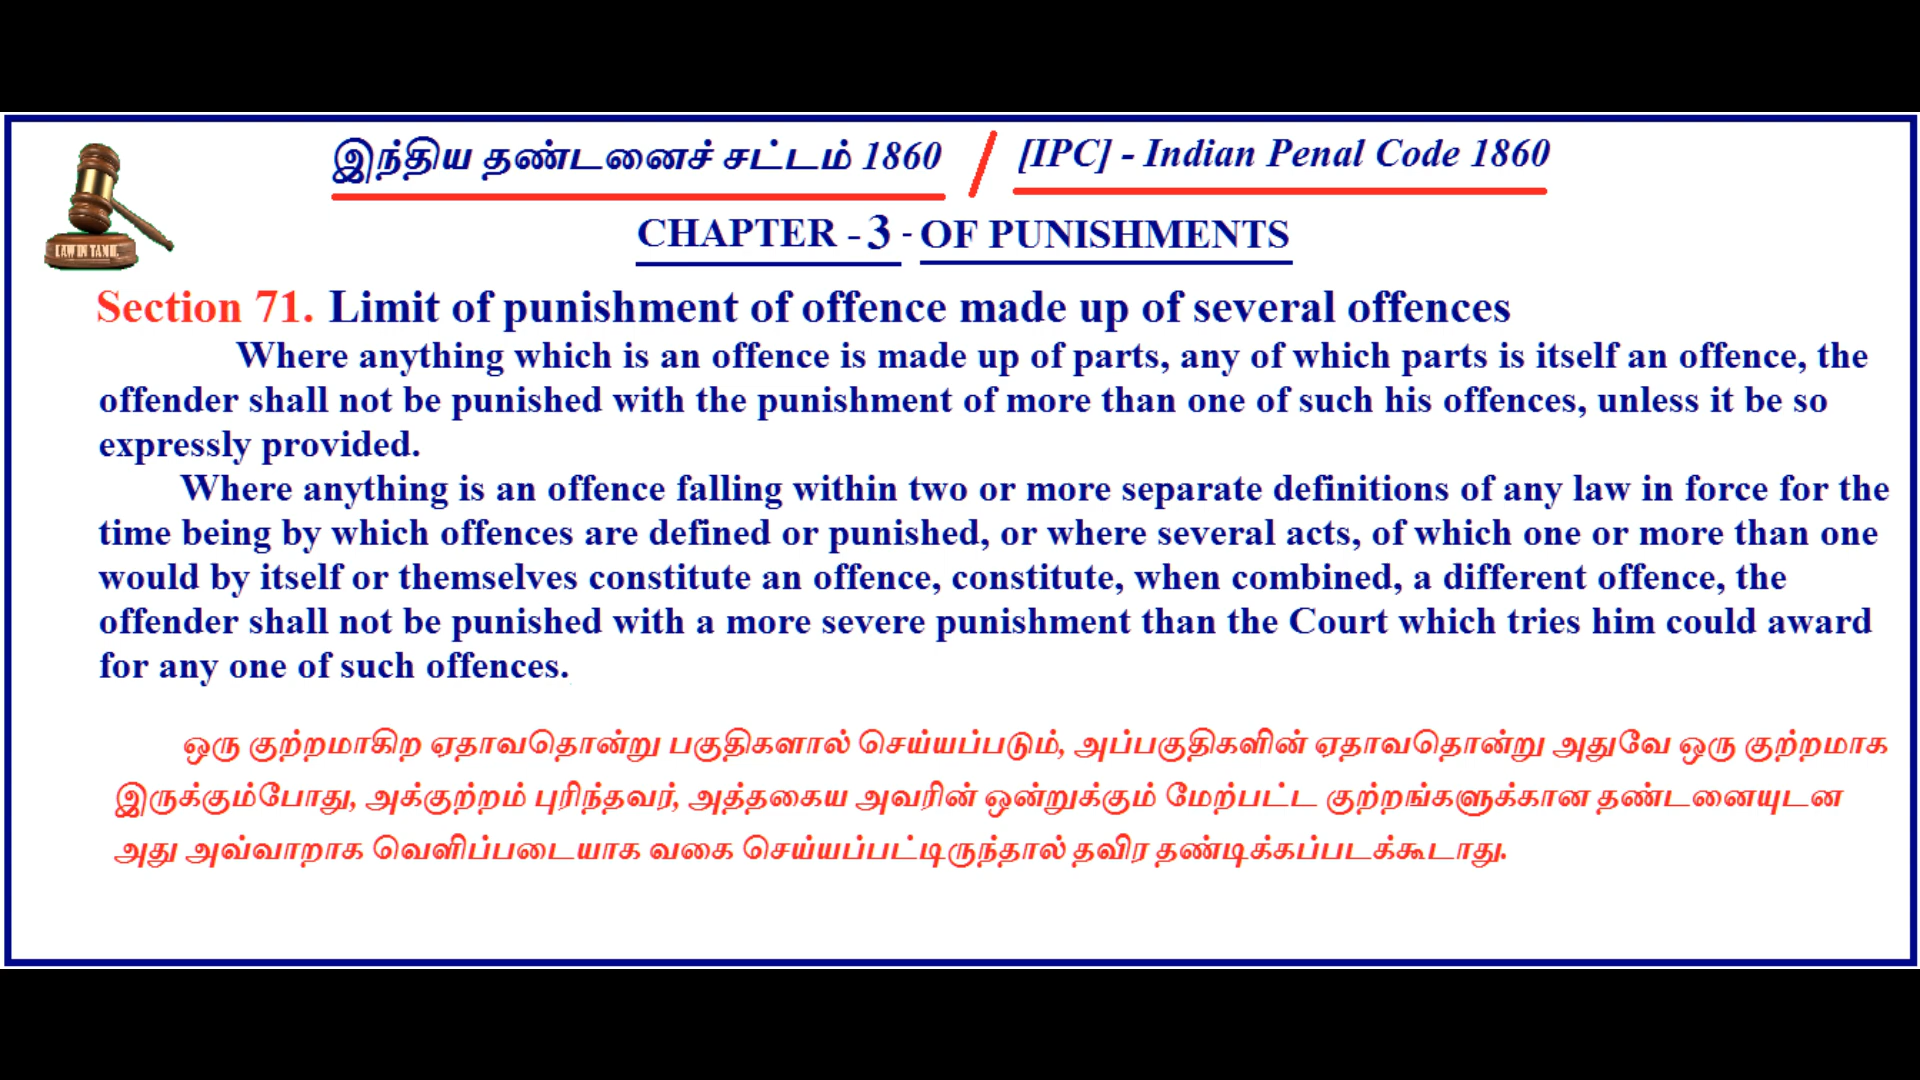 இந்திய தண்டனைச் சட்டம் 1860 / [IPC] - Indian Penal Code 1860
CHAPTER - 3 - OF PUNISHMENTS
LAW IN TAMIL
Section 71. Limit of punishment of offence made up of several offences
Where anything which is an offence is made up of parts, any of which parts is itself an offence, the
offender shall not be punished with the punishment of more than one of such his offences, unless it be so
expressly provided.
Where anything is an offence falling within two or more separate definitions of any law in force for the
time being by which offences are defined or punished, or where several acts, of which one or more than one
would by itself or themselves constitute an offence, constitute, when combined, a different offence, the
offender shall not be punished with a more severe punishment than the Court which tries him could award
for any one of such offences.
ஒரு குற்றமாகிற ஏதாவதொன்று பகுதிகளால் செய்யப்படும், அப்பகுதிகளின் ஏதாவதொன்று அதுவே ஒரு குற்றமாக
இருக்கும்போது, அக்குற்றம் புரிந்தவர், அத்தகைய அவரின் ஒன்றுக்கும் மேற்பட்ட குற்றங்களுக்கான தண்டனையுடன
அது அவ்வாறாக வெளிப்படையாக வகை செய்யப்பட்டிருந்தால் தவிர தண்டிக்கப்படக்கூடாது.